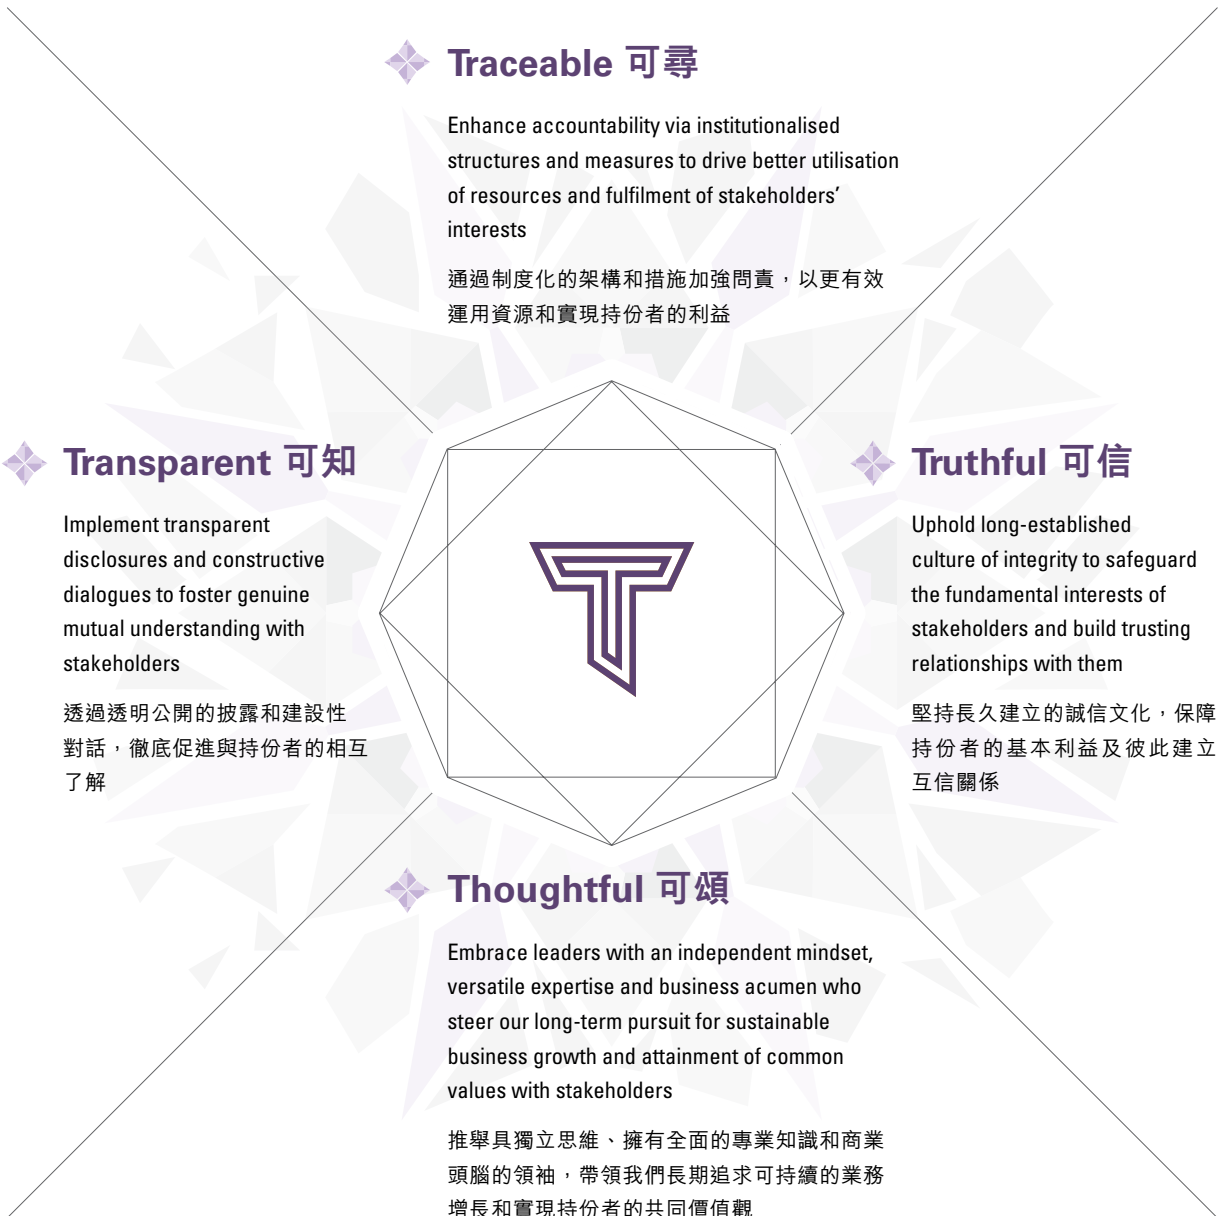 Traceable 可尋
Enhance accountability via institutionalised
structures and measures to drive better utilisation
of resources and fulfilment of stakeholders’
interests
通過制度化的架構和措施加強問責，以更有效
運用資源和實現持份者的利益
Transparent 可知
Implement transparent
disclosures and constructive
dialogues to foster genuine
mutual understanding with
stakeholders
透過透明公開的披露和建設性
對話，徹底促進與持份者的相互
了解
Truthful 可信
Uphold long-established
culture of integrity to safeguard
the fundamental interests of
stakeholders and build trusting
relationships with them
堅持長久建立的誠信文化，保障
持份者的基本利益及彼此建立
互信關係
T
Thoughtful 可頌
Embrace leaders with an independent mindset,
versatile expertise and business acumen who
steer our long-term pursuit for sustainable
business growth and attainment of common
values with stakeholders
推舉具獨立思維、擁有全面的專業知識和商業
頭腦的領袖，帶領我們長期追求可持續的業務
增長和實現持份者的共同價值觀